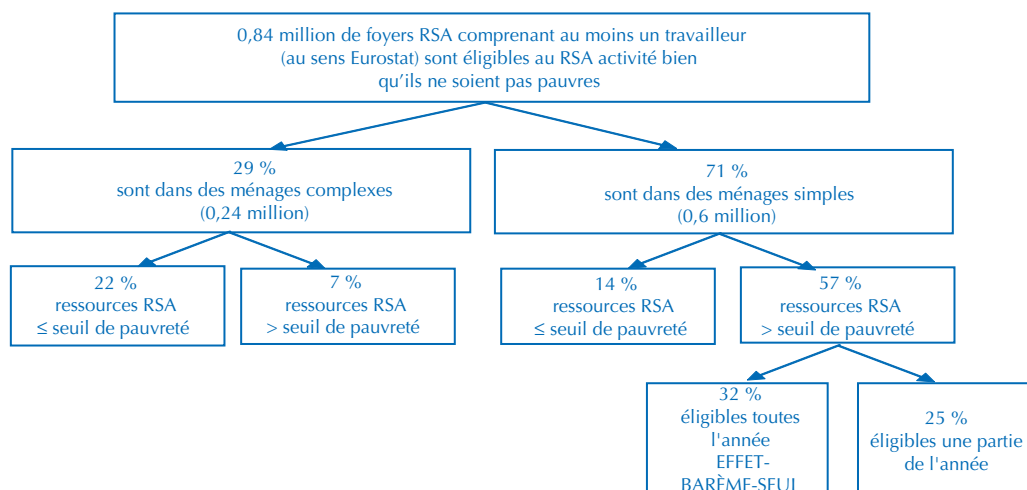 0,84 million de foyers RSA comprenant au moins un travailleur
(au sens Eurostat) sont éligibles au RSA activité bien
qu'ils ne soient pas pauvres
29 %
sont dans des ménages complexes
(0,24 million)
71 %
sont dans des ménages simples
(0,6 million)
22 %
ressources RSA
≤ seuil de pauvreté
7 %
ressources RSA
> seuil de pauvreté
14 %
ressources RSA
≤ seuil de pauvreté
57 %
ressources RSA
> seuil de pauvreté
32 %
éligibles toutes
l'année
EFFET-
BARÈME-SEUL
25 %
éligibles une partie
de l'année